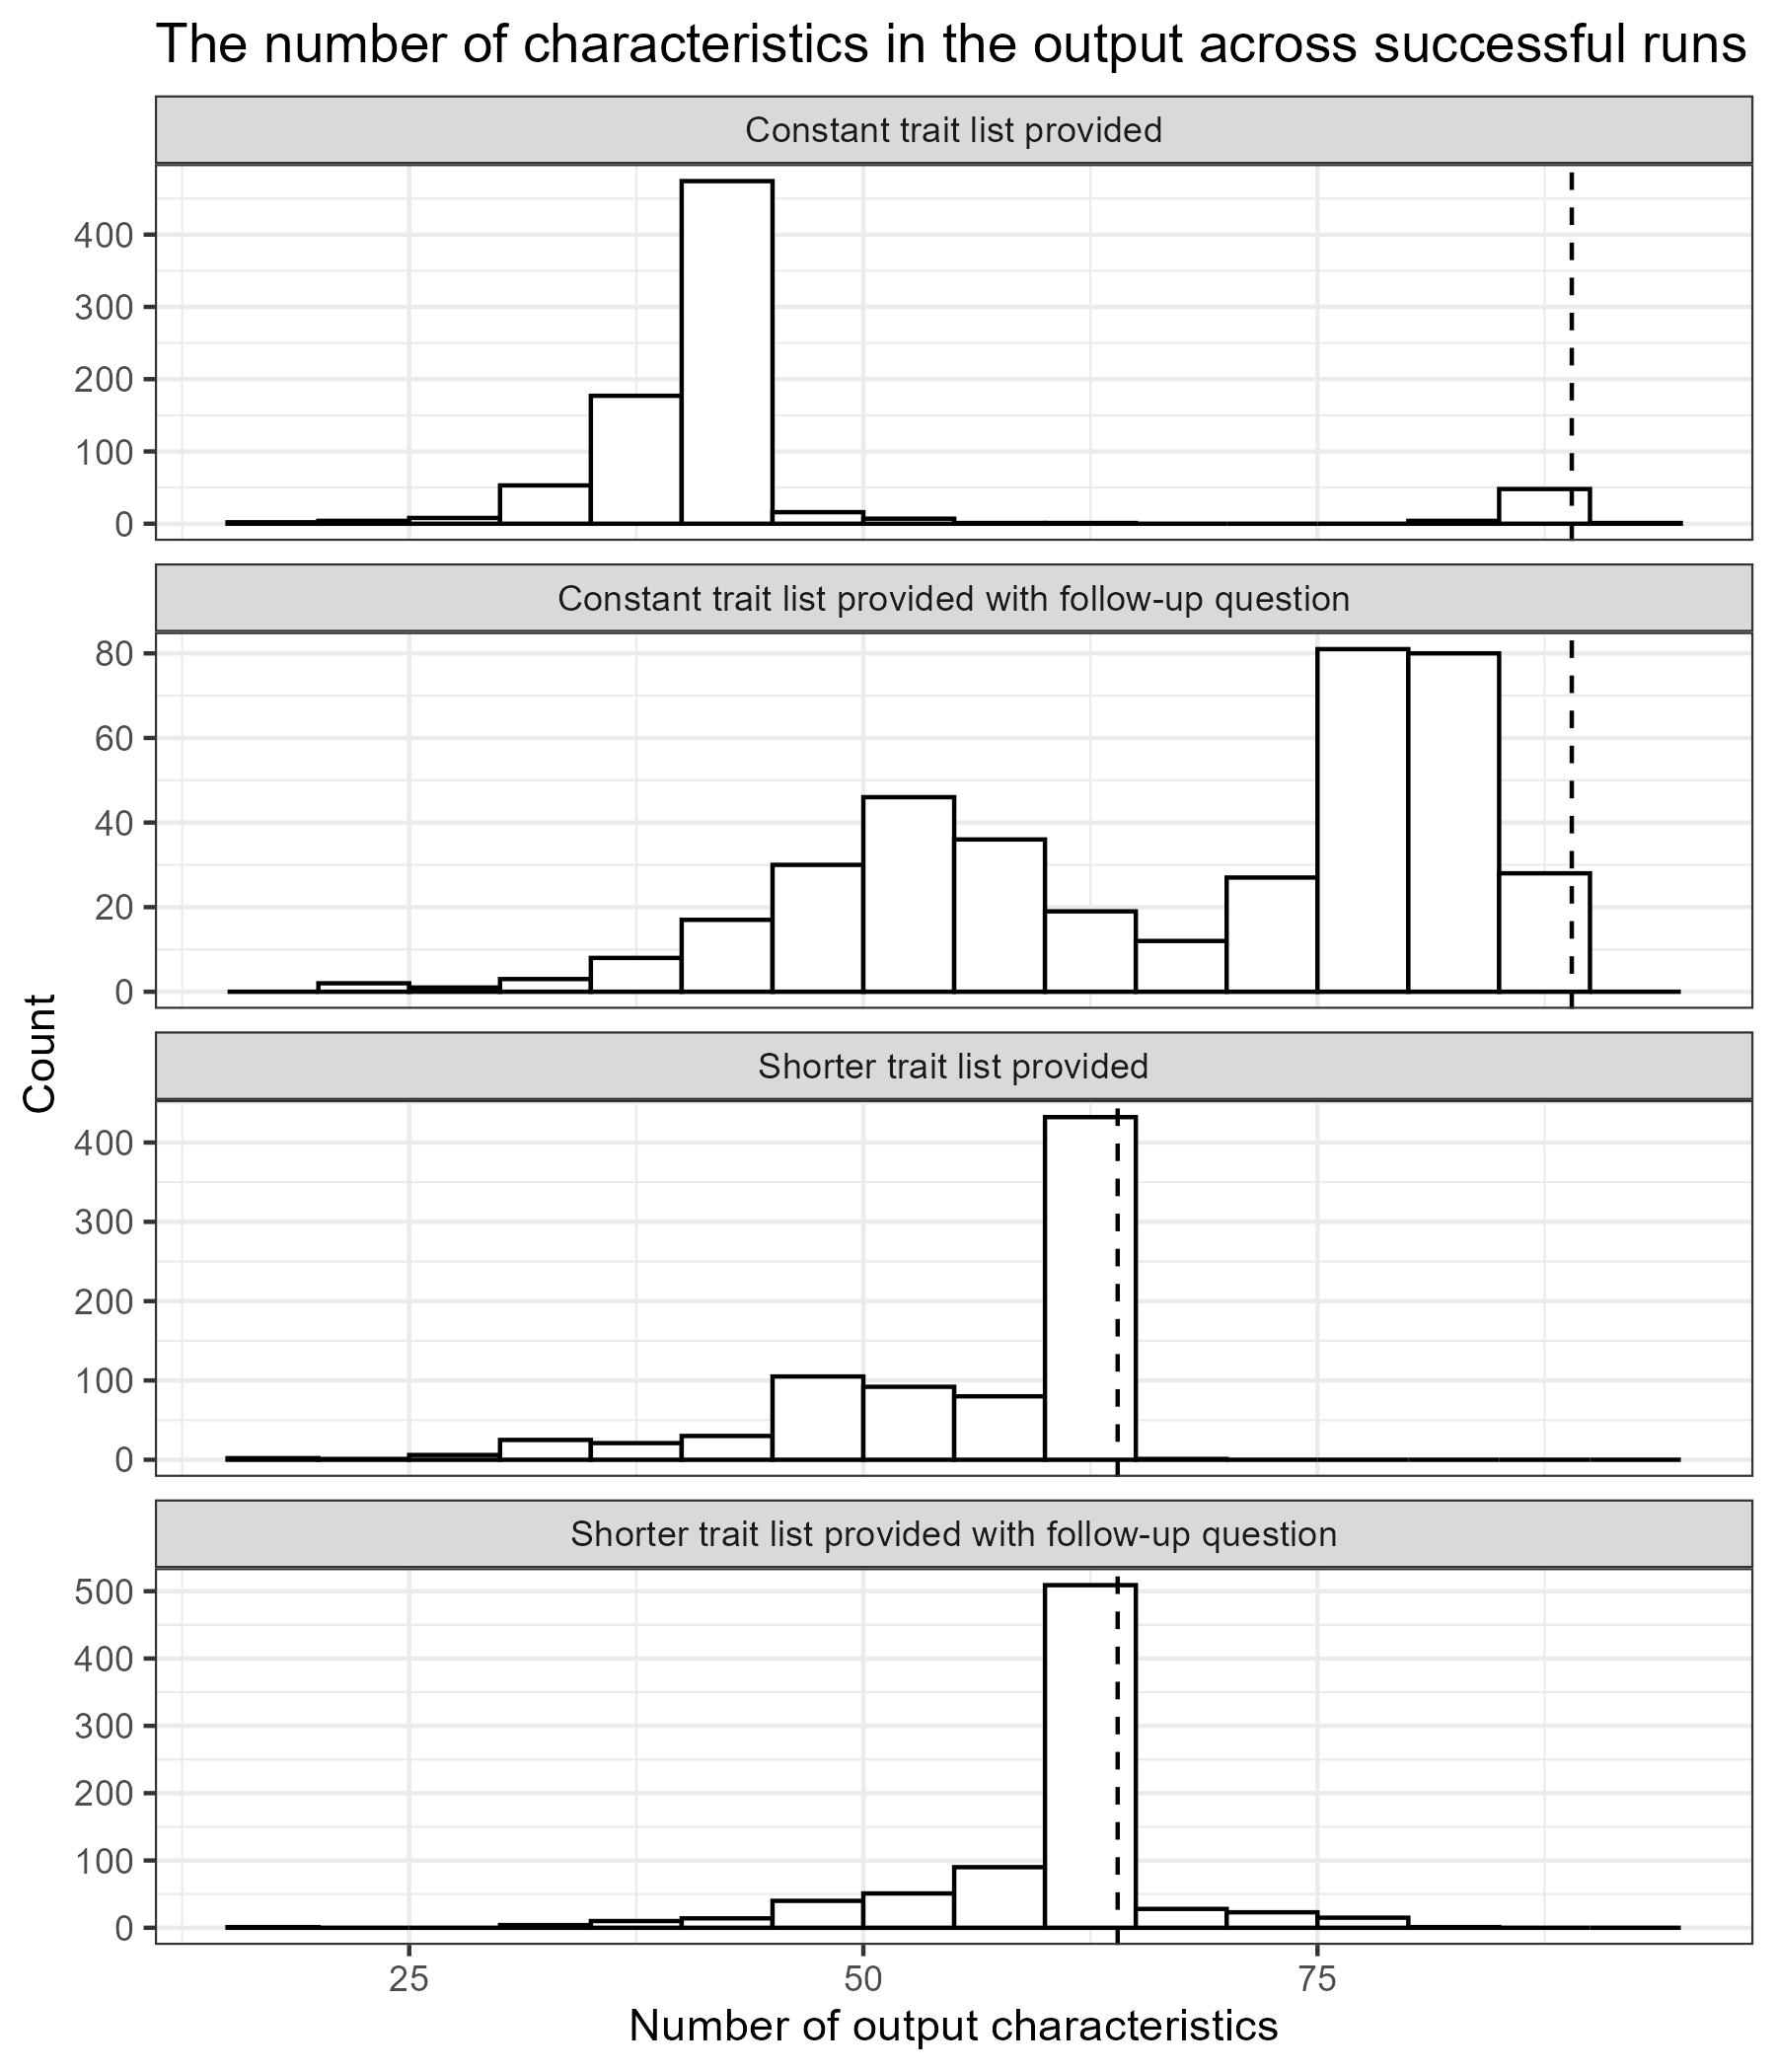 The number of characteristics in the output across successful runs
Constant trait list provided
400
300
200
100
0
Constant trait list provided with follow-up question
80
60
40
20
0
Count
Shorter trait list provided
400
300
200
100
0
Shorter trait list provided with follow-up question
500
400
300
200
100
0
25 50 75
Number of output characteristics